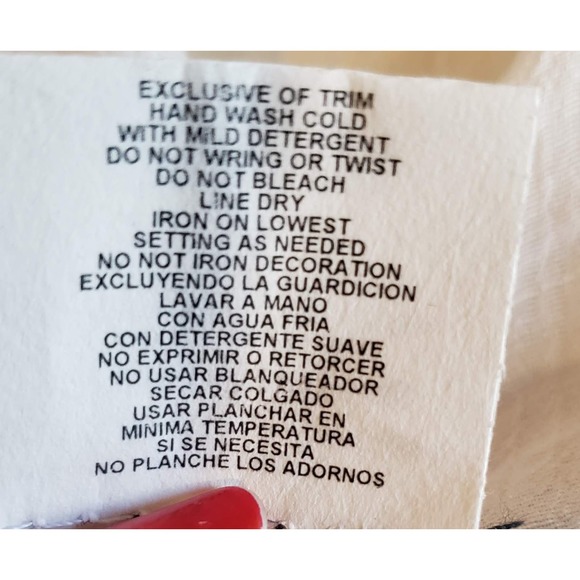 EXCLUSIVE OF TRIM
HAND WASH COLD
WITH MILD DETERGENT
DO NOT WRING OR TWIST
DO NOT BLEACH
LINE DRY
IRON ON LOWEST
SETTING AS NEEDED
NO NOT IRON DECORATION
EXCLUYENDO LA GUARDICION
LAVAR A MANO
CON AGUA FRIA
CON DETERGENTE SUAVE
NO EXPRIMIR O RETORCER
NO USAR BLANQUEADOR
SECAR COLGADO
USAR PLANCHAR EN
MINIMA TEMPERATURA
SI SE NECESITA
NO PLANCHE LOS ADORNOS